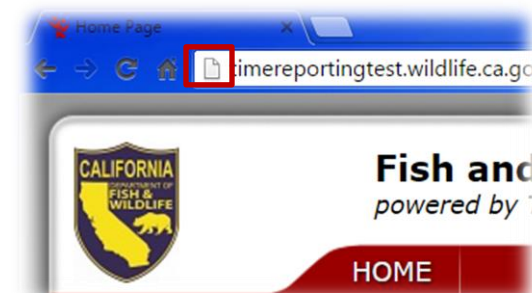 Home Page
timereportingtest.wildlife.ca.go
CALIFORNIA
DEPARTMENT OF
FISH &
WILDLIFE
Fish and
powered by
HOME